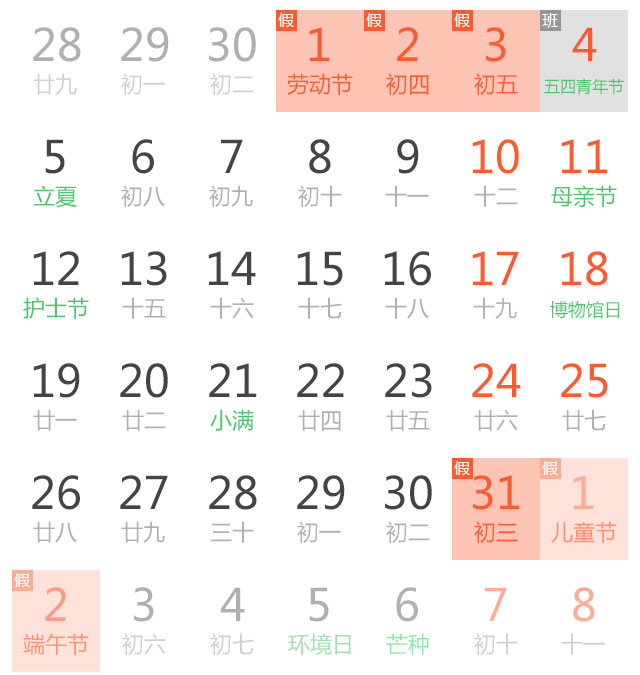 假 假 假 班
28 29 30 1 2 3 4
廿九 初一 初二 劳动节 初四 初五 五四青年节
5 6 7 8 9 10 11
立夏 初八 初九 初十 十一 十二 母亲节
12 13 14 15 16 17 18
护士节 十五 十六 十七 十八 十九 博物馆日
19 20 21 22 23 24 25
廿一 廿二 小满 廿四 廿五 廿六 廿七
假 假
26 27 28 29 30 31 1
廿八 廿九 三十 初一 初二 初三 儿童节
假
2 3 4 5 6 7 8
端午节 初六 初七 环境日 芒种 初十 十一